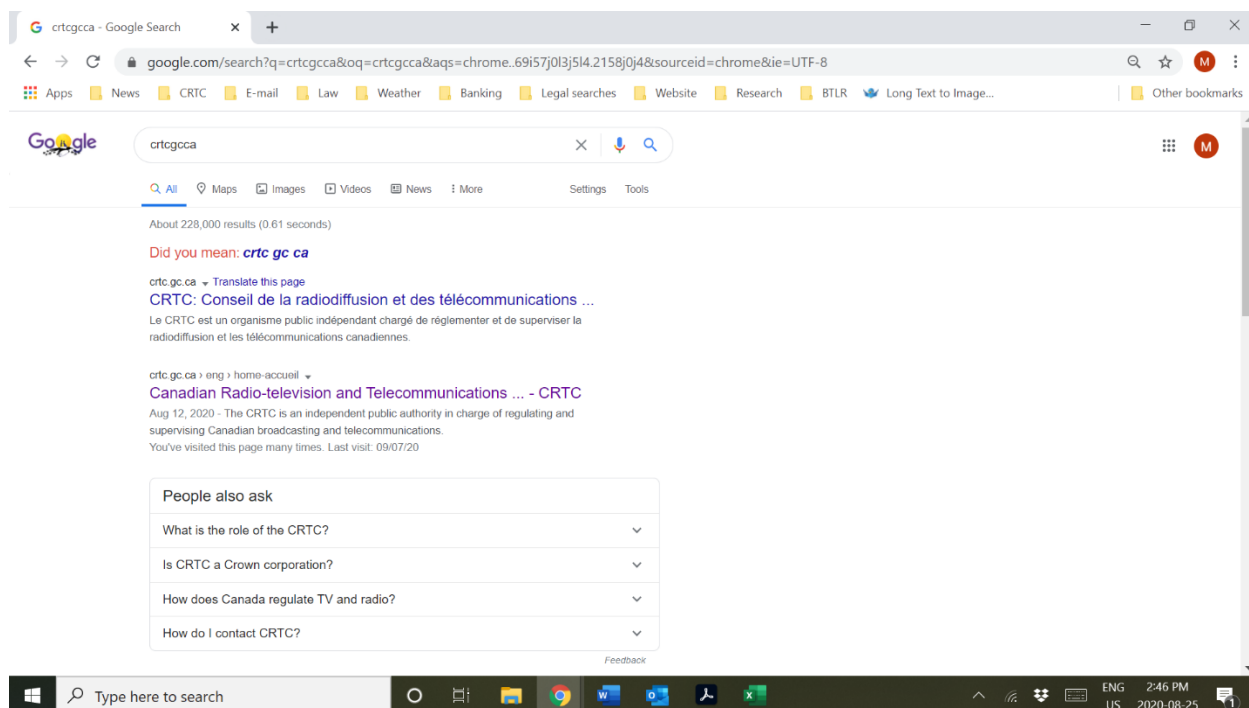 crtcgcca - Google Search
google.com/search?q=crtcgcca&oq=crtcgcca&aqs=chrome..69i57j0l3j5l4.2158j0j4&sourceid=chrome&ie=UTF-8
M
Apps News CRTC E-mail Law Weather Banking Legal searches Website Research BTLR Long Text to Image... Other bookmarks
Google
crtcgcca
M
All Maps Images Videos News More Settings Tools
About 228,000 results (0.61 seconds)
Did you mean: crtc gc ca
crtc.gc.ca Translate this page
CRTC: Conseil de la radiodiffusion et des télécommunications ...
Le CRTC est un organisme public indépendant chargé de réglementer et de superviser la
radiodiffusion et les télécommunications canadiennes.
crtc.gc.ca › eng › home-accueil
Canadian Radio-television and Telecommunications ... - CRTC
Aug 12, 2020 - The CRTC is an independent public authority in charge of regulating and
supervising Canadian broadcasting and telecommunications.
You've visited this page many times. Last visit: 09/07/20
People also ask
What is the role of the CRTC?
Is CRTC a Crown corporation?
How does Canada regulate TV and radio?
How do I contact CRTC?
Feedback
Type here to search
ENG 2:46 PM
US 2020-08-25
1